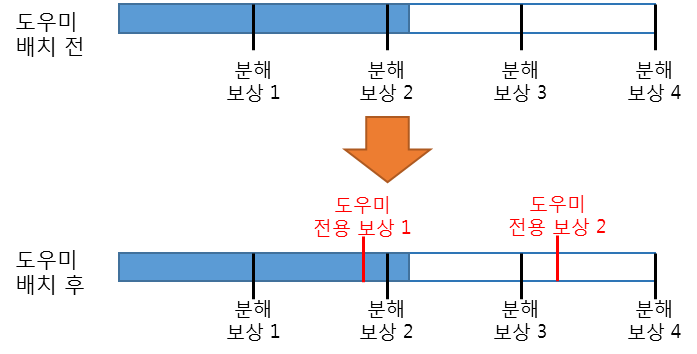 도우미
배치 전
분해
보상 1
분해
보상 2
분해
보상 3
분해
보상 4
도우미
전용 보상 1
도우미
전용 보상 2
도우미
배치 후
분해
보상 1
분해
보상 2
분해
보상 3
분해
보상 4